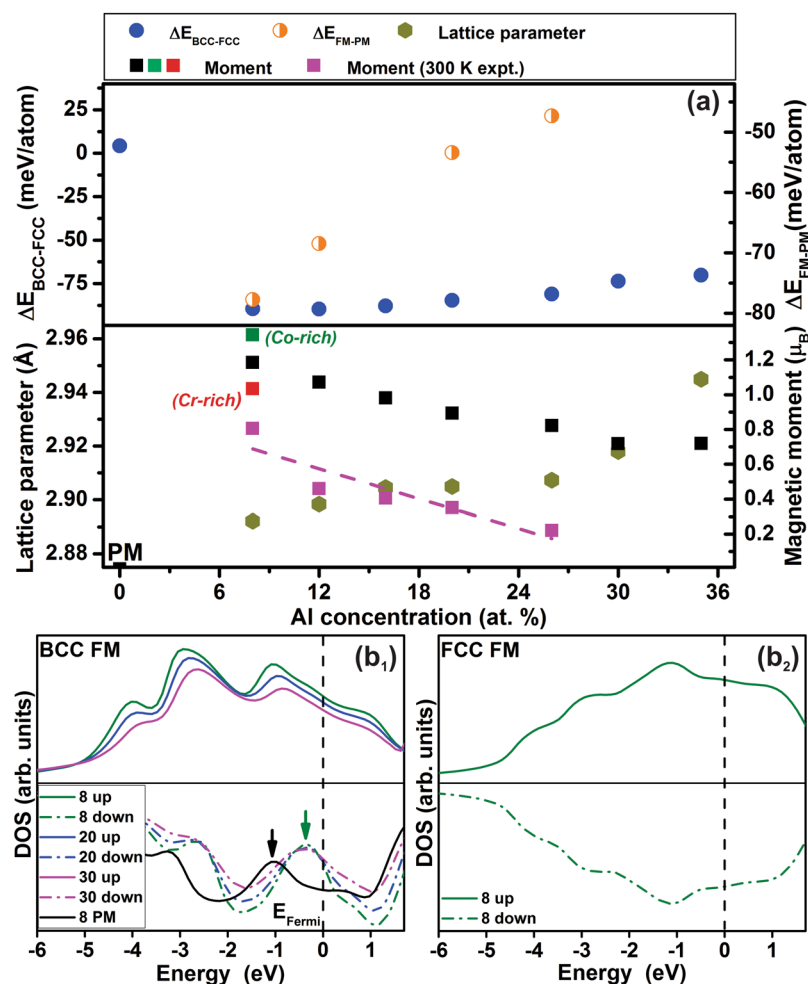 ΔE_BCC-FCC ΔE_FM-PM Lattice parameter
Moment Moment (300 K expt.)
(a)
ΔE_BCC-FCC (meV/atom)
25
0
-25
-50
-75
ΔE_FM-PM (meV/atom)
-50
-60
-70
-80
Lattice parameter (Å)
2.96
2.94
2.92
2.90
2.88
(Co-rich)
(Cr-rich)
PM
Magnetic moment (μ_B)
1.2
1.0
0.8
0.6
0.4
0.2
0 6 12 18 24 30 36
Al concentration (at. %)
BCC FM (b₁)
DOS (arb. units)
8 up
8 down
20 up
20 down
30 up
30 down
8 PM
E_Fermi
-6 -5 -4 -3 -2 -1 0 1
Energy (eV)
FCC FM (b₂)
DOS (arb. units)
8 up
8 down
-6 -5 -4 -3 -2 -1 0 1
Energy (eV)